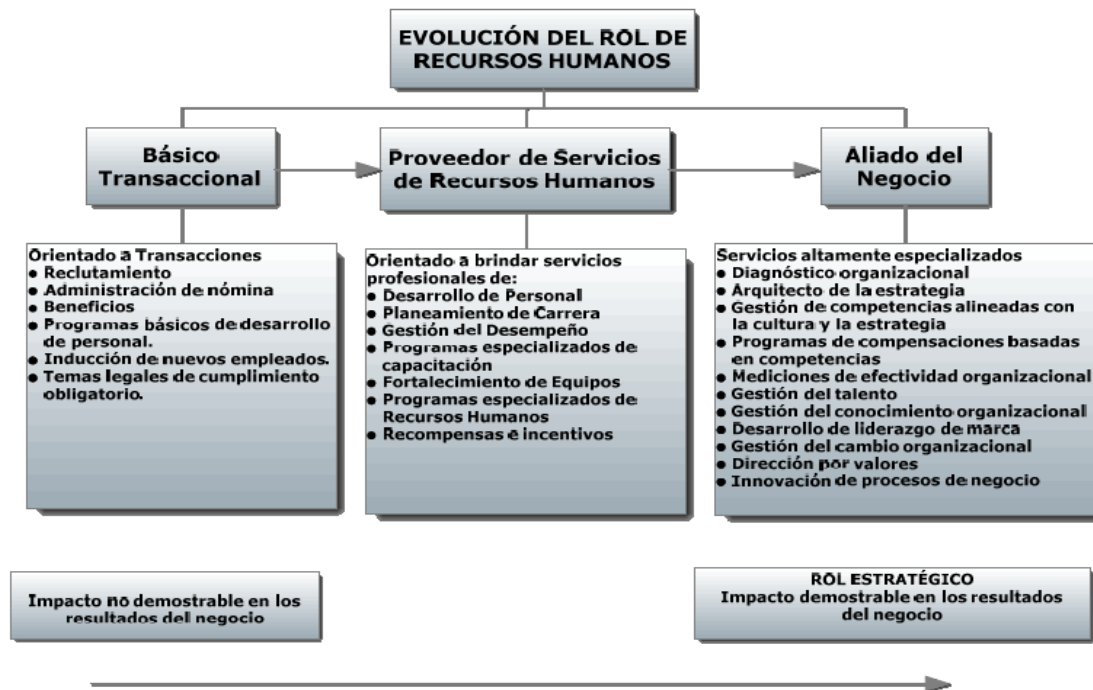 EVOLUCIÓN DEL ROL DE
RECURSOS HUMANOS
Básico
Transaccional
Proveedor de Servicios
de Recursos Humanos
Aliado del
Negocio
Orientado a Transacciones
• Reclutamiento
• Administración de nómina
• Beneficios
• Programas básicos de desarrollo
de personal.
• Inducción de nuevos empleados.
• Temas legales de cumplimiento
obligatorio.
Orientado a brindar servicios
profesionales de:
• Desarrollo de Personal
• Planeamiento de Carrera
• Gestión del Desempeño
• Programas especializados de
capacitación
• Fortalecimiento de Equipos
• Programas especializados de
Recursos Humanos
• Recompensas e incentivos
Servicios altamente especializados
• Diagnóstico organizacional
• Arquitecto de la estrategia
• Gestión de competencias alineadas con
la cultura y la estrategia
• Programas de compensaciones basadas
en competencias
• Mediciones de efectividad organizacional
• Gestión del talento
• Gestión del conocimiento organizacional
• Desarrollo de liderazgo de marca
• Gestión del cambio organizacional
• Dirección por valores
• Innovación de procesos de negocio
Impacto no demostrable en los
resultados del negocio
ROL ESTRATÉGICO
Impacto demostrable en los resultados
del negocio